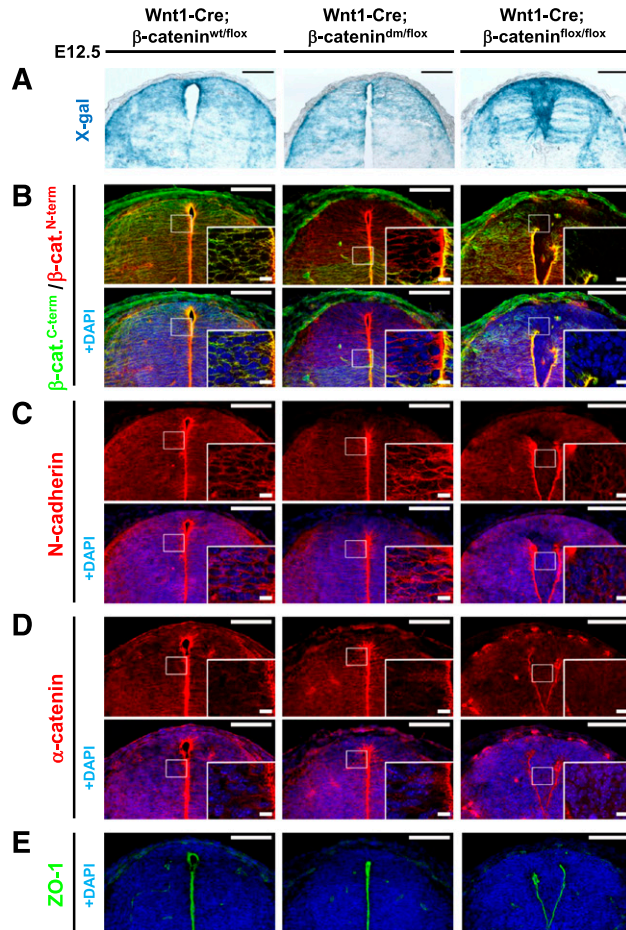 Wnt1-Cre; Wnt1-Cre; Wnt1-Cre;
β-catenin^wt/flox β-catenin^dm/flox β-catenin^flox/flox
E12.5
A
X-gal
B
β-cat.^C-term / β-cat.^N-term
+DAPI
C
N-cadherin
+DAPI
D
α-catenin
+DAPI
E
ZO-1
+DAPI